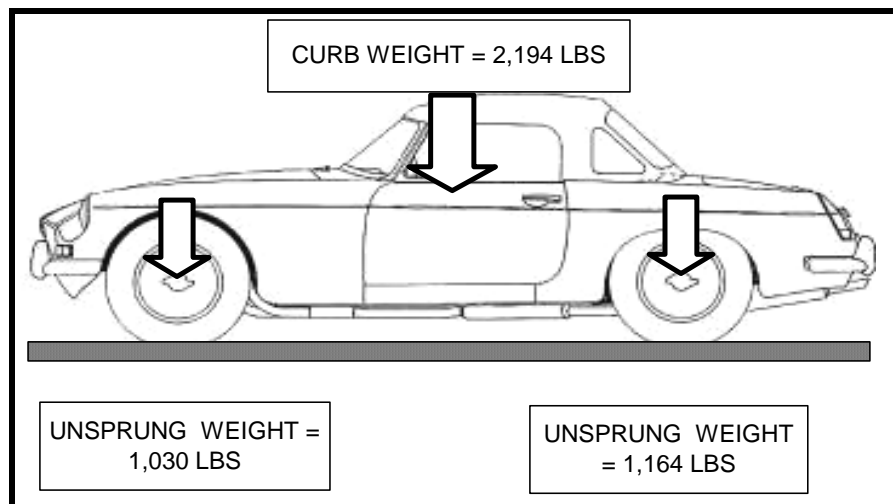 CURB WEIGHT = 2,194 LBS
UNSPRUNG WEIGHT =
1,030 LBS
UNSPRUNG WEIGHT
= 1,164 LBS